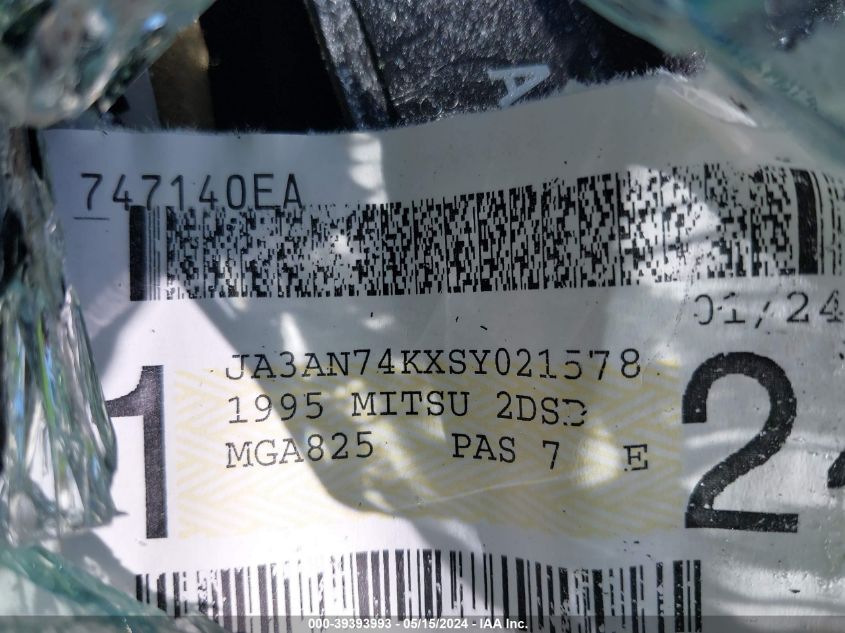 A
747140EA
01/24
JA3AN74KXSY021578
1995 MITSU 2DSD
MGA825 PAS 7 E
1
2
000-39393993 - 05/15/2024 - IAA Inc.